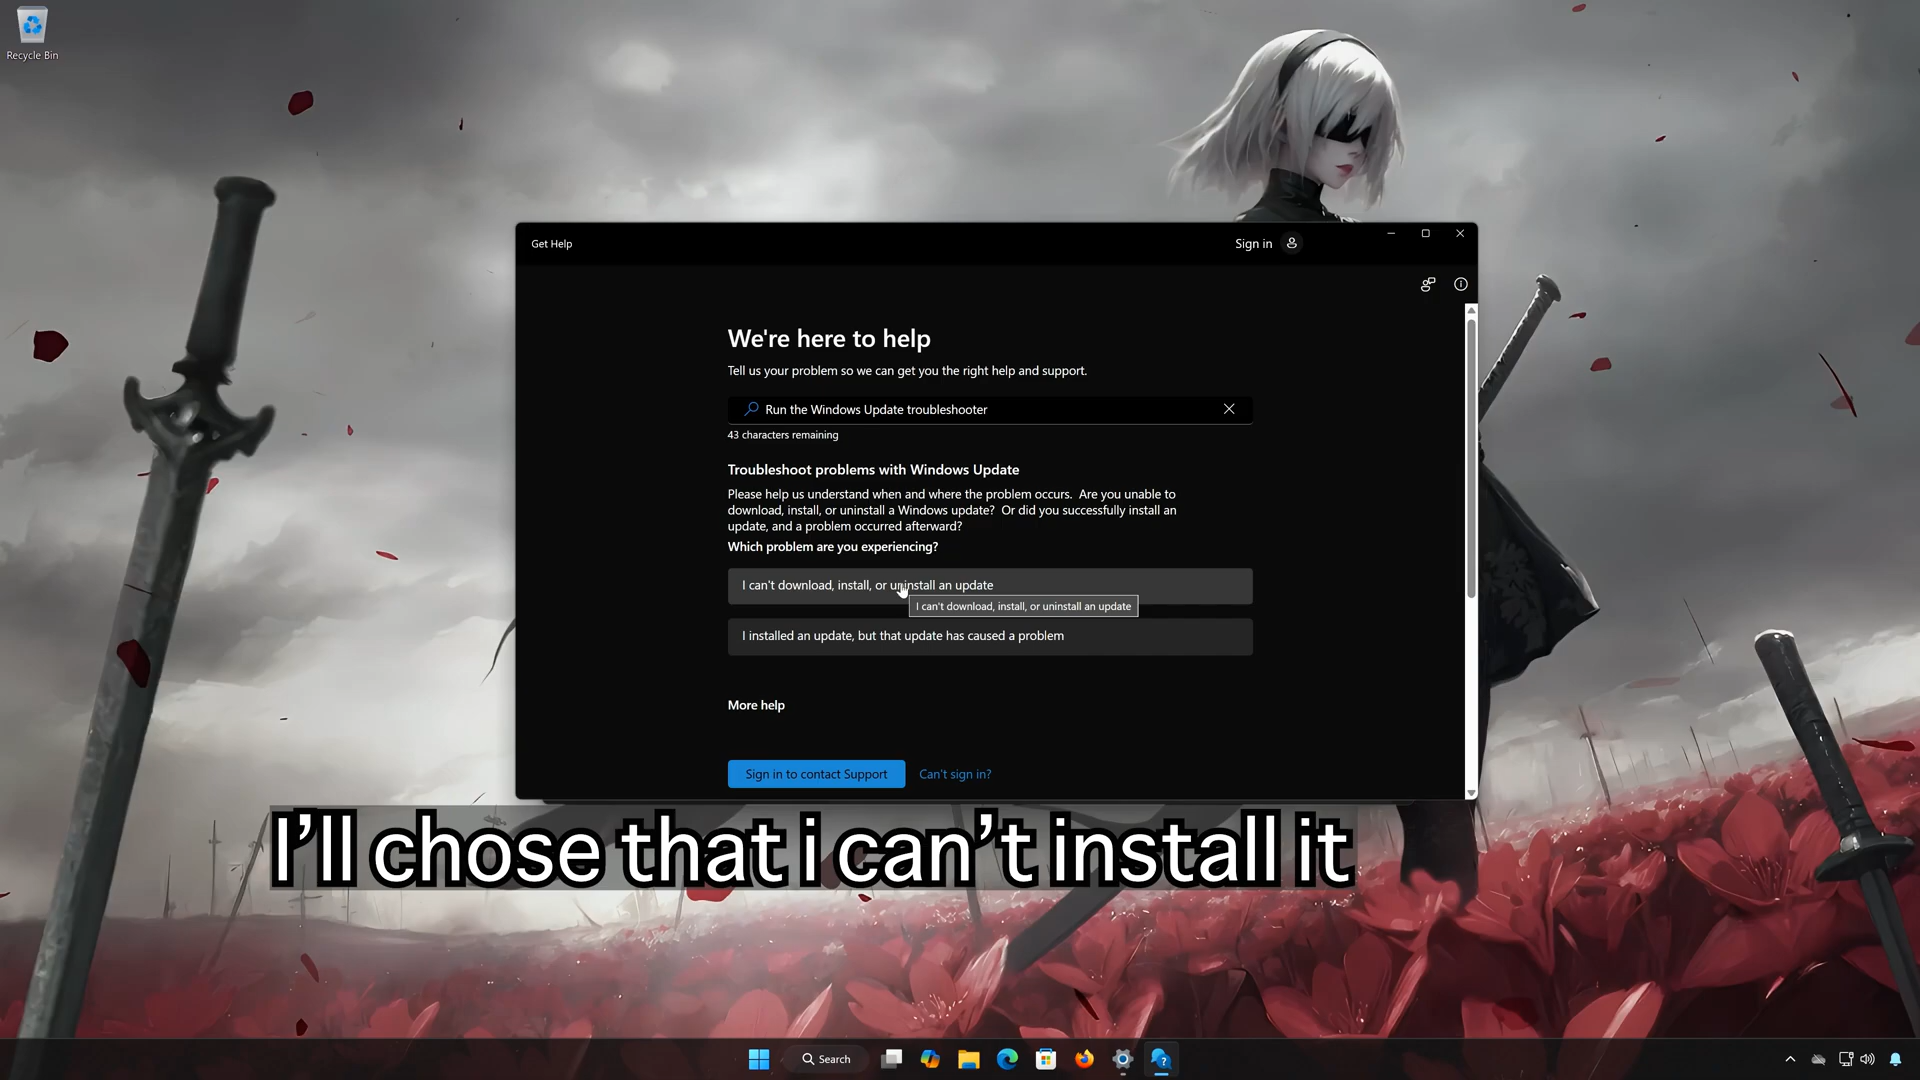 Recycle Bin
Get Help
Sign in
We're here to help
Tell us your problem so we can get you the right help and support.
Run the Windows Update troubleshooter
43 characters remaining
Troubleshoot problems with Windows Update
Please help us understand when and where the problem occurs. Are you unable to
download, install, or uninstall a Windows update? Or did you successfully install an
update, and a problem occurred afterward?
Which problem are you experiencing?
I can't download, install, or uninstall an update
I can't download, install, or uninstall an update
I installed an update, but that update has caused a problem
More help
Sign in to contact Support
Can't sign in?
I'll chose that i can't install it
Search